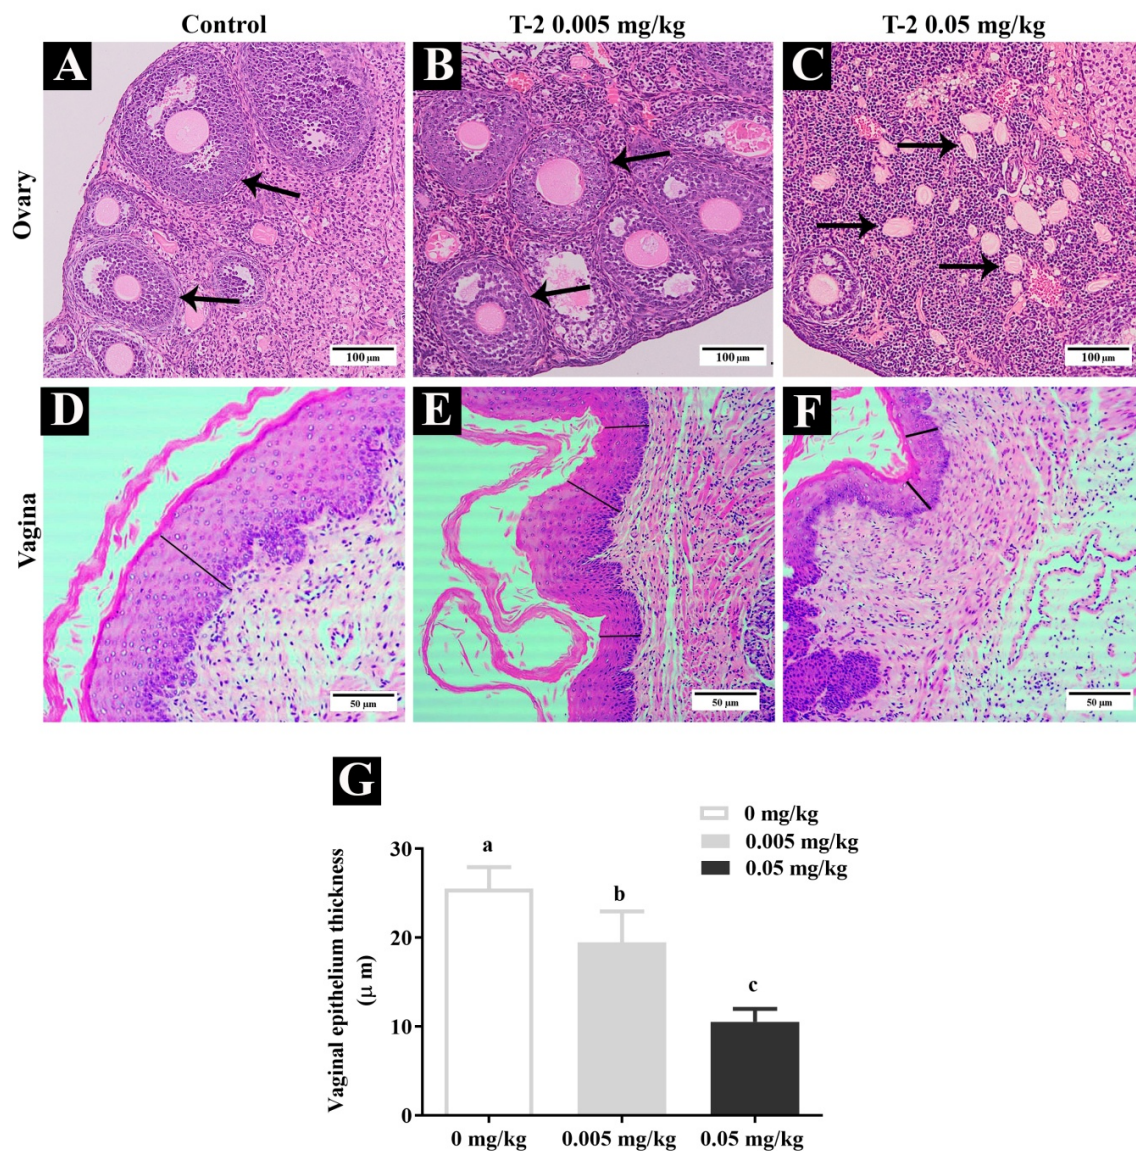 Control
T-2 0.005 mg/kg
T-2 0.05 mg/kg
Ovary
A
B
C
100 μm
100 μm
100 μm
Vagina
D
E
F
50 μm
50 μm
50 μm
G
0 mg/kg
0.005 mg/kg
0.05 mg/kg
Vaginal epithelium thickness
(μ m)
30
20
10
0
a
b
c
0 mg/kg
0.005 mg/kg
0.05 mg/kg